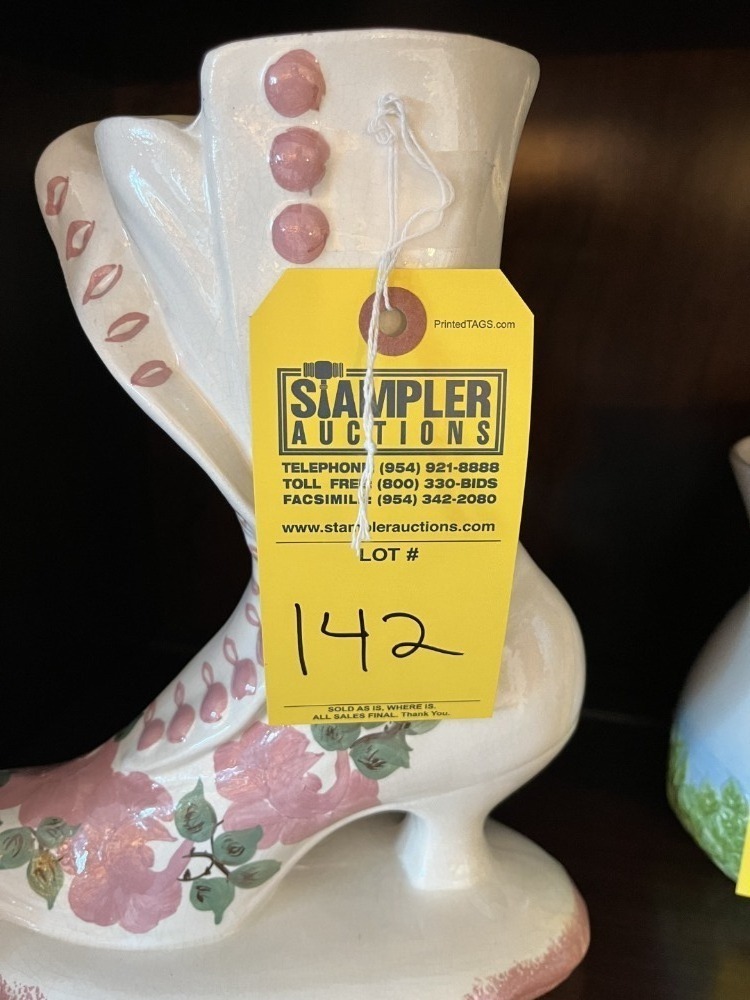 PrintedTAGS.com
STAMPLER
AUCTIONS
TELEPHONE: (954) 921-8888
TOLL FREE: (800) 330-BIDS
FACSIMILE: (954) 342-2080
www.stamplerauctions.com
LOT #
142
SOLD AS IS, WHERE IS.
ALL SALES FINAL. Thank You.